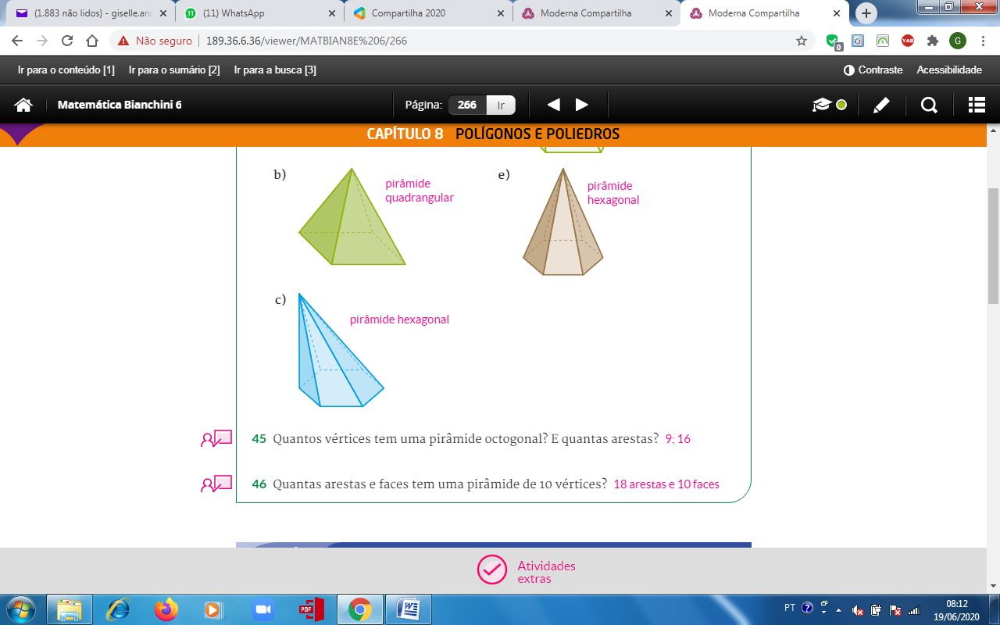 (1.883 não lidos) - giselle.and
(11) WhatsApp
Compartilha 2020
Moderna Compartilha
Moderna Compartilha
11
Não seguro
189.36.6.36/viewer/MATBIAN8E%206/266
0
YAB
G
Ir para o conteúdo [1]
Ir para o sumário [2]
Ir para a busca [3]
Contraste
Acessibilidade
Matemática Bianchini 6
Página:
266
Ir
CAPÍTULO 8 POLÍGONOS E POLIEDROS
b)
pirâmide
quadrangular
e)
pirâmide
hexagonal
c)
pirâmide hexagonal
45 Quantos vértices tem uma pirâmide octogonal? E quantas arestas? 9; 16
46 Quantas arestas e faces tem uma pirâmide de 10 vértices? 18 arestas e 10 faces
Atividades
extras
PDF
W
PT
08:12
19/06/2020